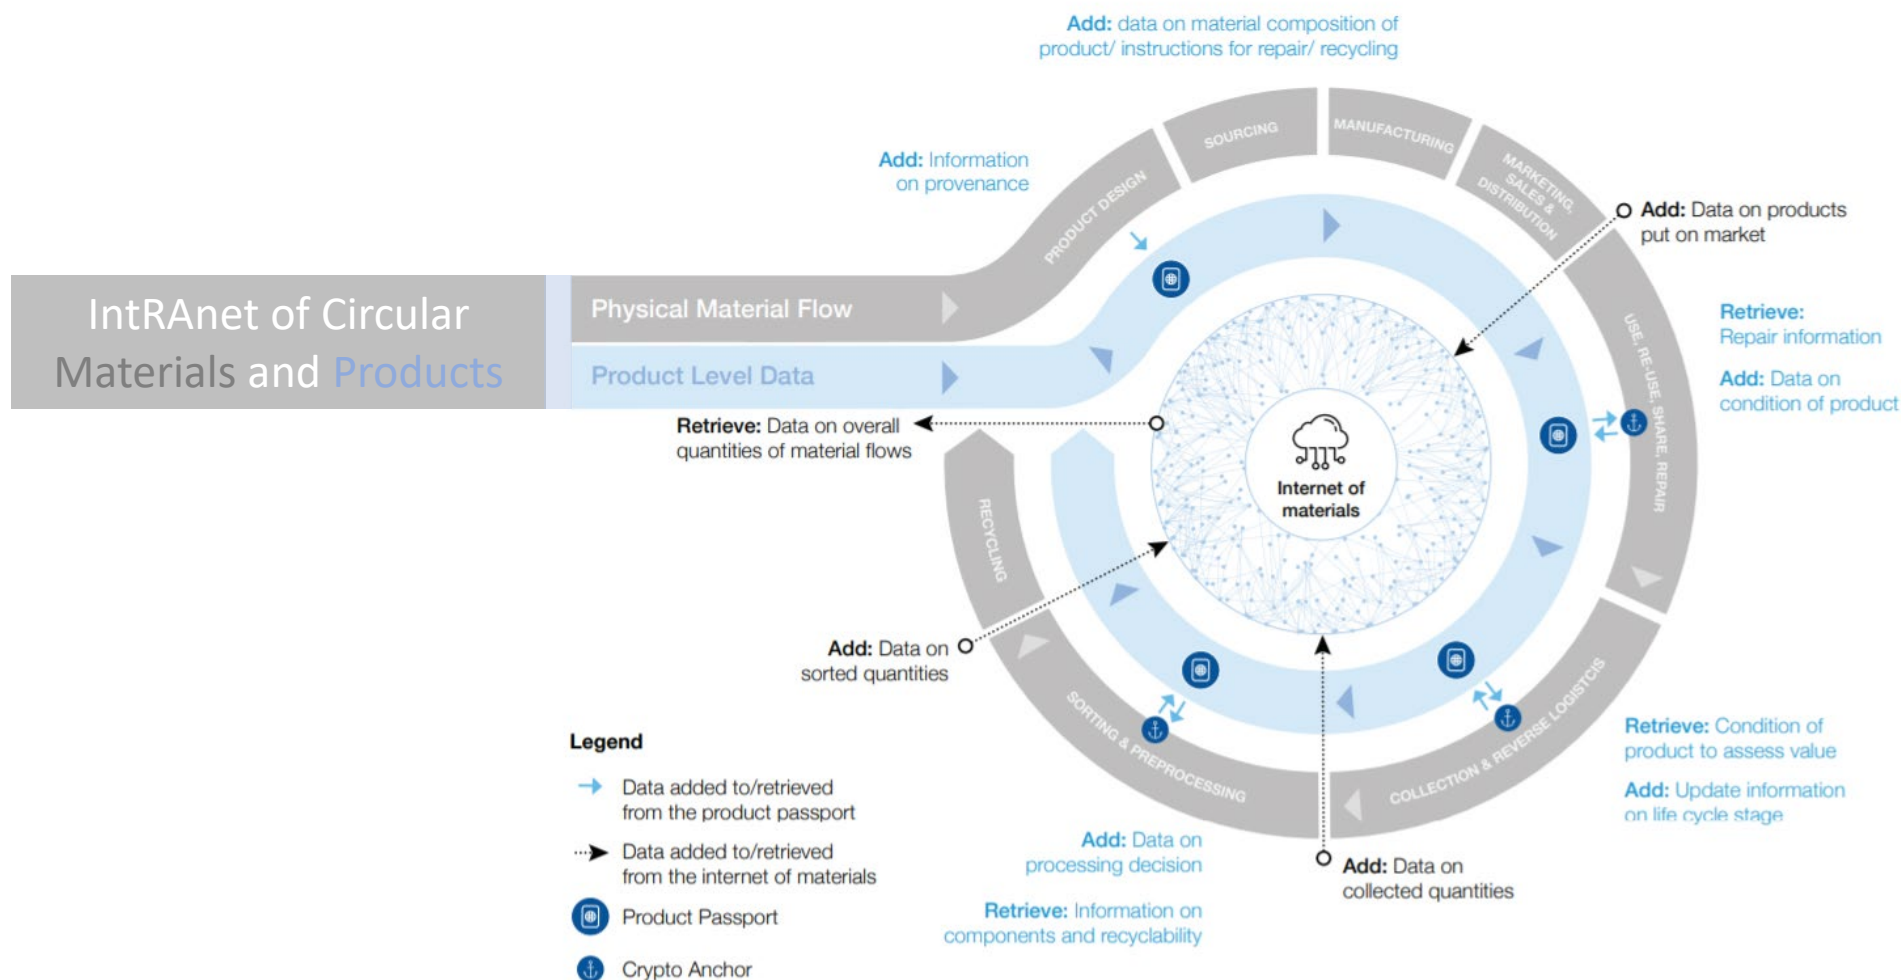 Add: data on material composition of
product/ instructions for repair/ recycling
SOURCING
MANUFACTURING
MARKETING,
SALES &
DISTRIBUTION
Add: Information
on provenance
PRODUCT DESIGN
Add: Data on products
put on market
IntRAnet of Circular
Materials and Products
Physical Material Flow
Product Level Data
USE, RE-USE, SHARE, REPAIR
Retrieve:
Repair information
Add: Data on
condition of product
Retrieve: Data on overall
quantities of material flows
Internet of
materials
RECYCLING
Add: Data on
sorted quantities
SORTING & PREPROCESSING
COLLECTION & REVERSE LOGISTCIS
Retrieve: Condition of
product to assess value
Add: Update information
on life cycle stage
Legend
Data added to/retrieved
from the product passport
Data added to/retrieved
from the internet of materials
Product Passport
Crypto Anchor
Add: Data on
processing decision
Retrieve: Information on
components and recyclability
Add: Data on
collected quantities